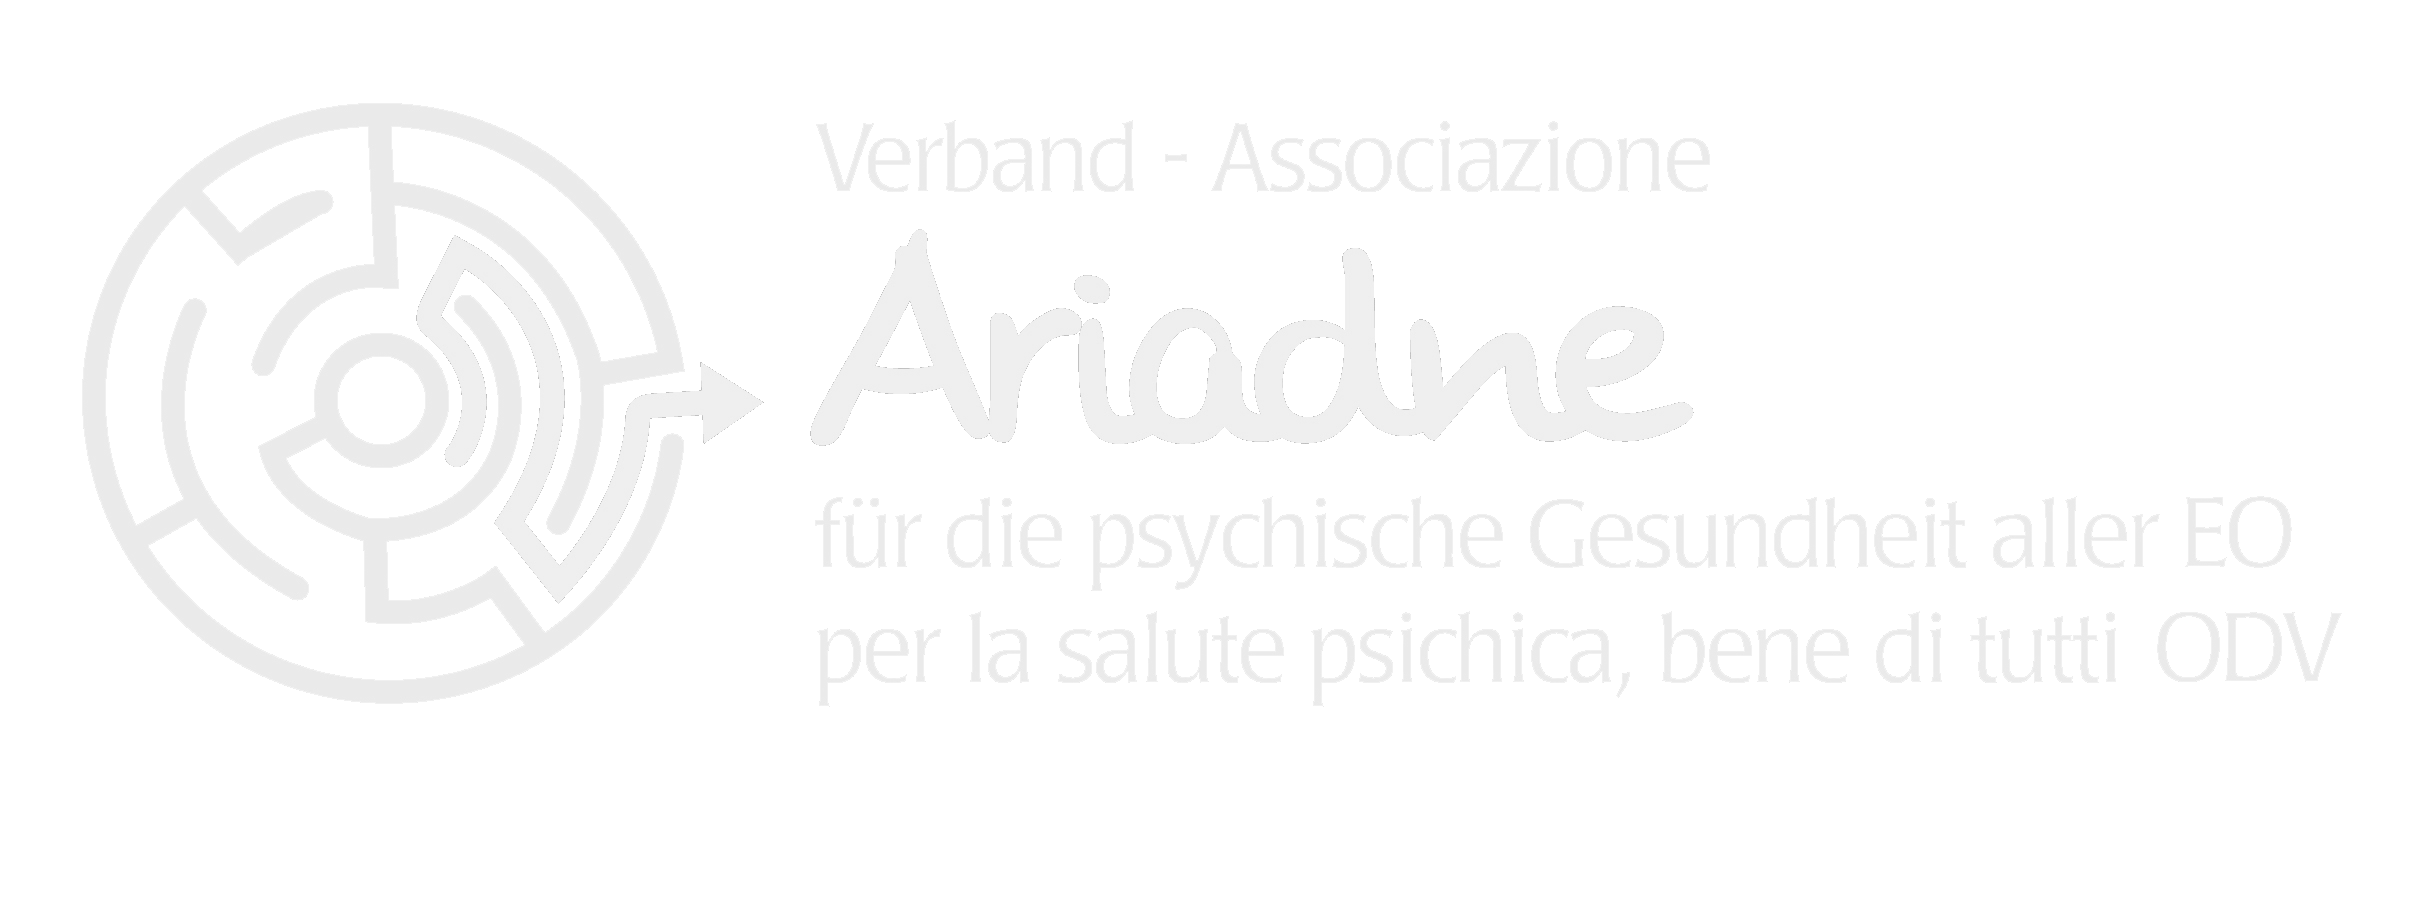 Verband - Associazione
Ariadne
für die psychische Gesundheit aller EO
per la salute psichica, bene di tutti ODV